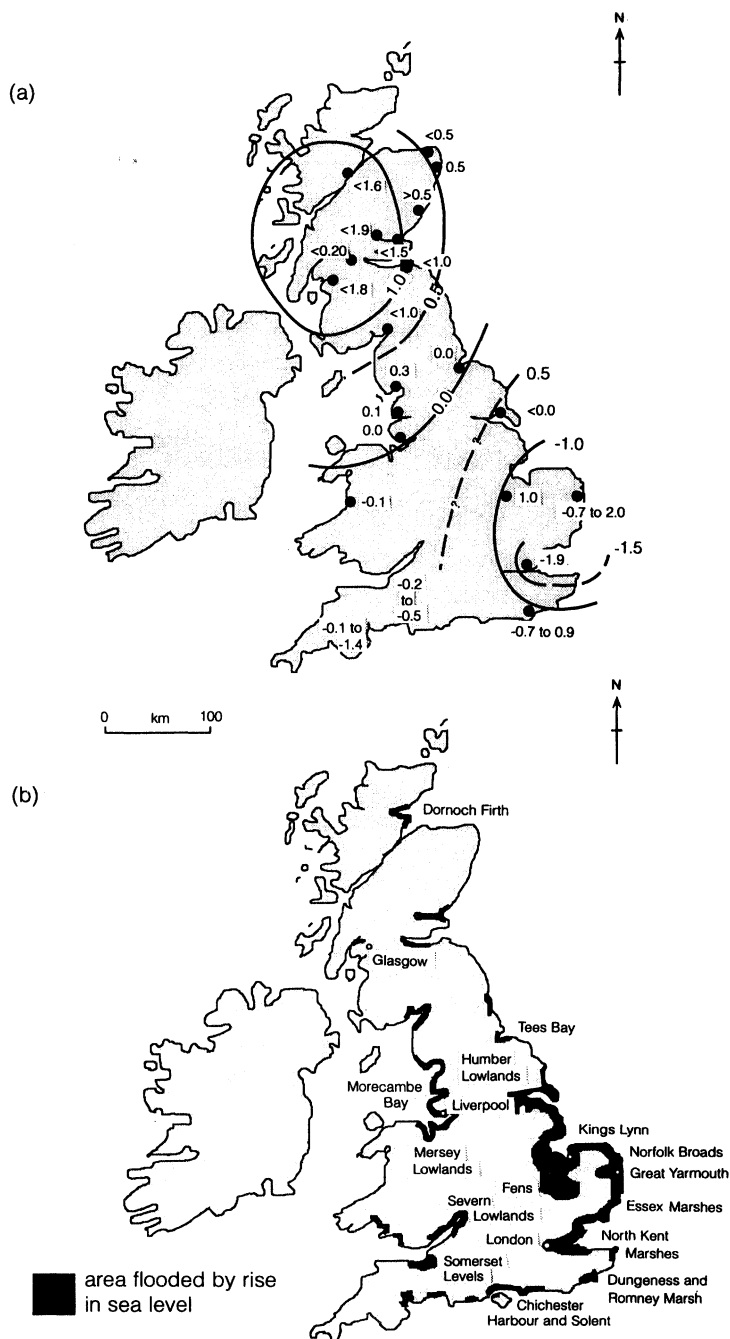 N
(a)
<0.5
0.5
<1.6
>0.5
<1.9
<0.20
<1.5
<1.0
<1.8
1.0
0.5
<1.0
0.0
0.3
0.5
0.1
0.0
<0.0
0.0
?
-1.0
-0.1
1.0
?
-0.7 to 2.0
-1.5
-1.9
-0.2
to
-0.5
-0.1 to
-1.4
-0.7 to 0.9
N
0 km 100
(b)
Dornoch Firth
Glasgow
Tees Bay
Humber
Lowlands
Morecambe
Bay
Liverpool
Kings Lynn
Mersey
Lowlands
Norfolk Broads
Great Yarmouth
Fens
Severn
Lowlands
Essex Marshes
London
North Kent
Marshes
Somerset
Levels
Dungeness and
Romney Marsh
Chichester
Harbour and Solent
area flooded by rise
in sea level